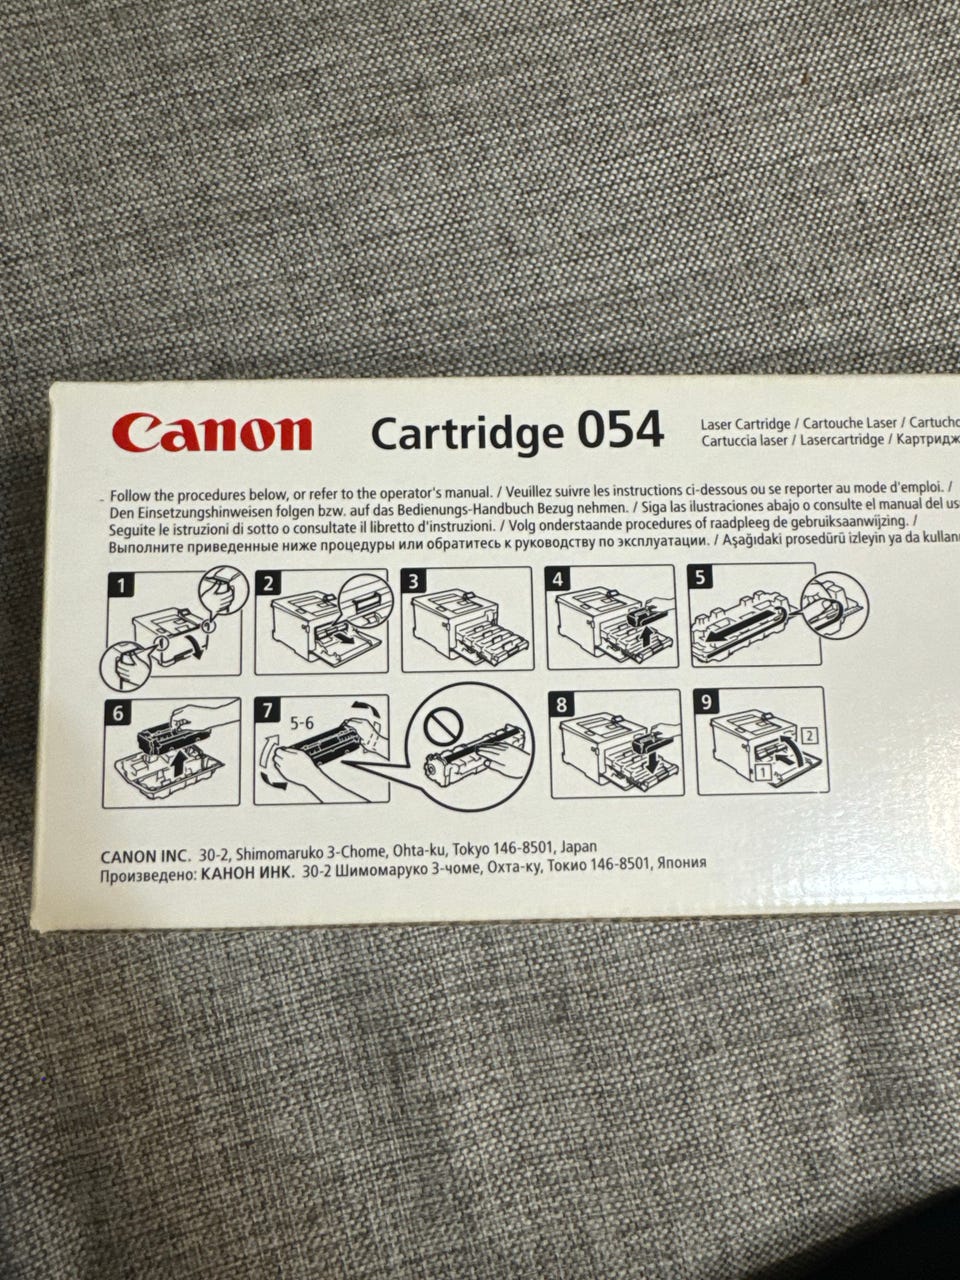 Canon Cartridge 054
Laser Cartridge / Cartouche Laser /
Cartuccia laser / Lasercartridge / Картридж
Follow the procedures below, or refer to the operator's manual. / Veuillez suivre les instructions ci-dessous ou se reporter au mode d'emploi. /
Den Einsetzungshinweisen folgen bzw. auf das Bedienungs-Handbuch Bezug nehmen. / Siga las ilustraciones abajo o consulte el manual del
Seguite le istruzioni di sotto o consultate il libretto d'instruzioni. / Volg onderstaande procedures of raadpleeg de gebruiksaanwijzing. /
Выполните приведенные ниже процедуры или обратитесь к руководству по эксплуатации. / Aşağıdaki prosedürü izleyin ya da
1 2 3 4 5
6 7 5-6 8 9 2 1
CANON INC. 30-2, Shimomaruko 3-Chome, Ohta-ku, Tokyo 146-8501, Japan
Произведено: КАНОН ИНК. 30-2 Шимомаруко 3-чоме, Охта-ку, Токио 146-8501, Япония